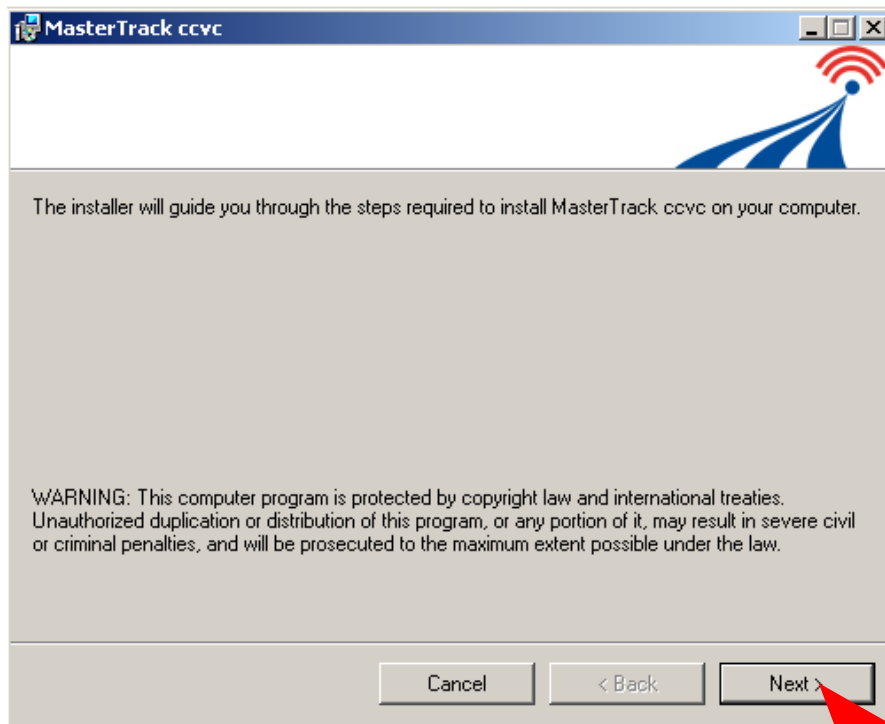 MasterTrack ccvc
The installer will guide you through the steps required to install MasterTrack ccvc on your computer.
WARNING: This computer program is protected by copyright law and international treaties.
Unauthorized duplication or distribution of this program, or any portion of it, may result in severe civil
or criminal penalties, and will be prosecuted to the maximum extent possible under the law.
Cancel < Back Next >